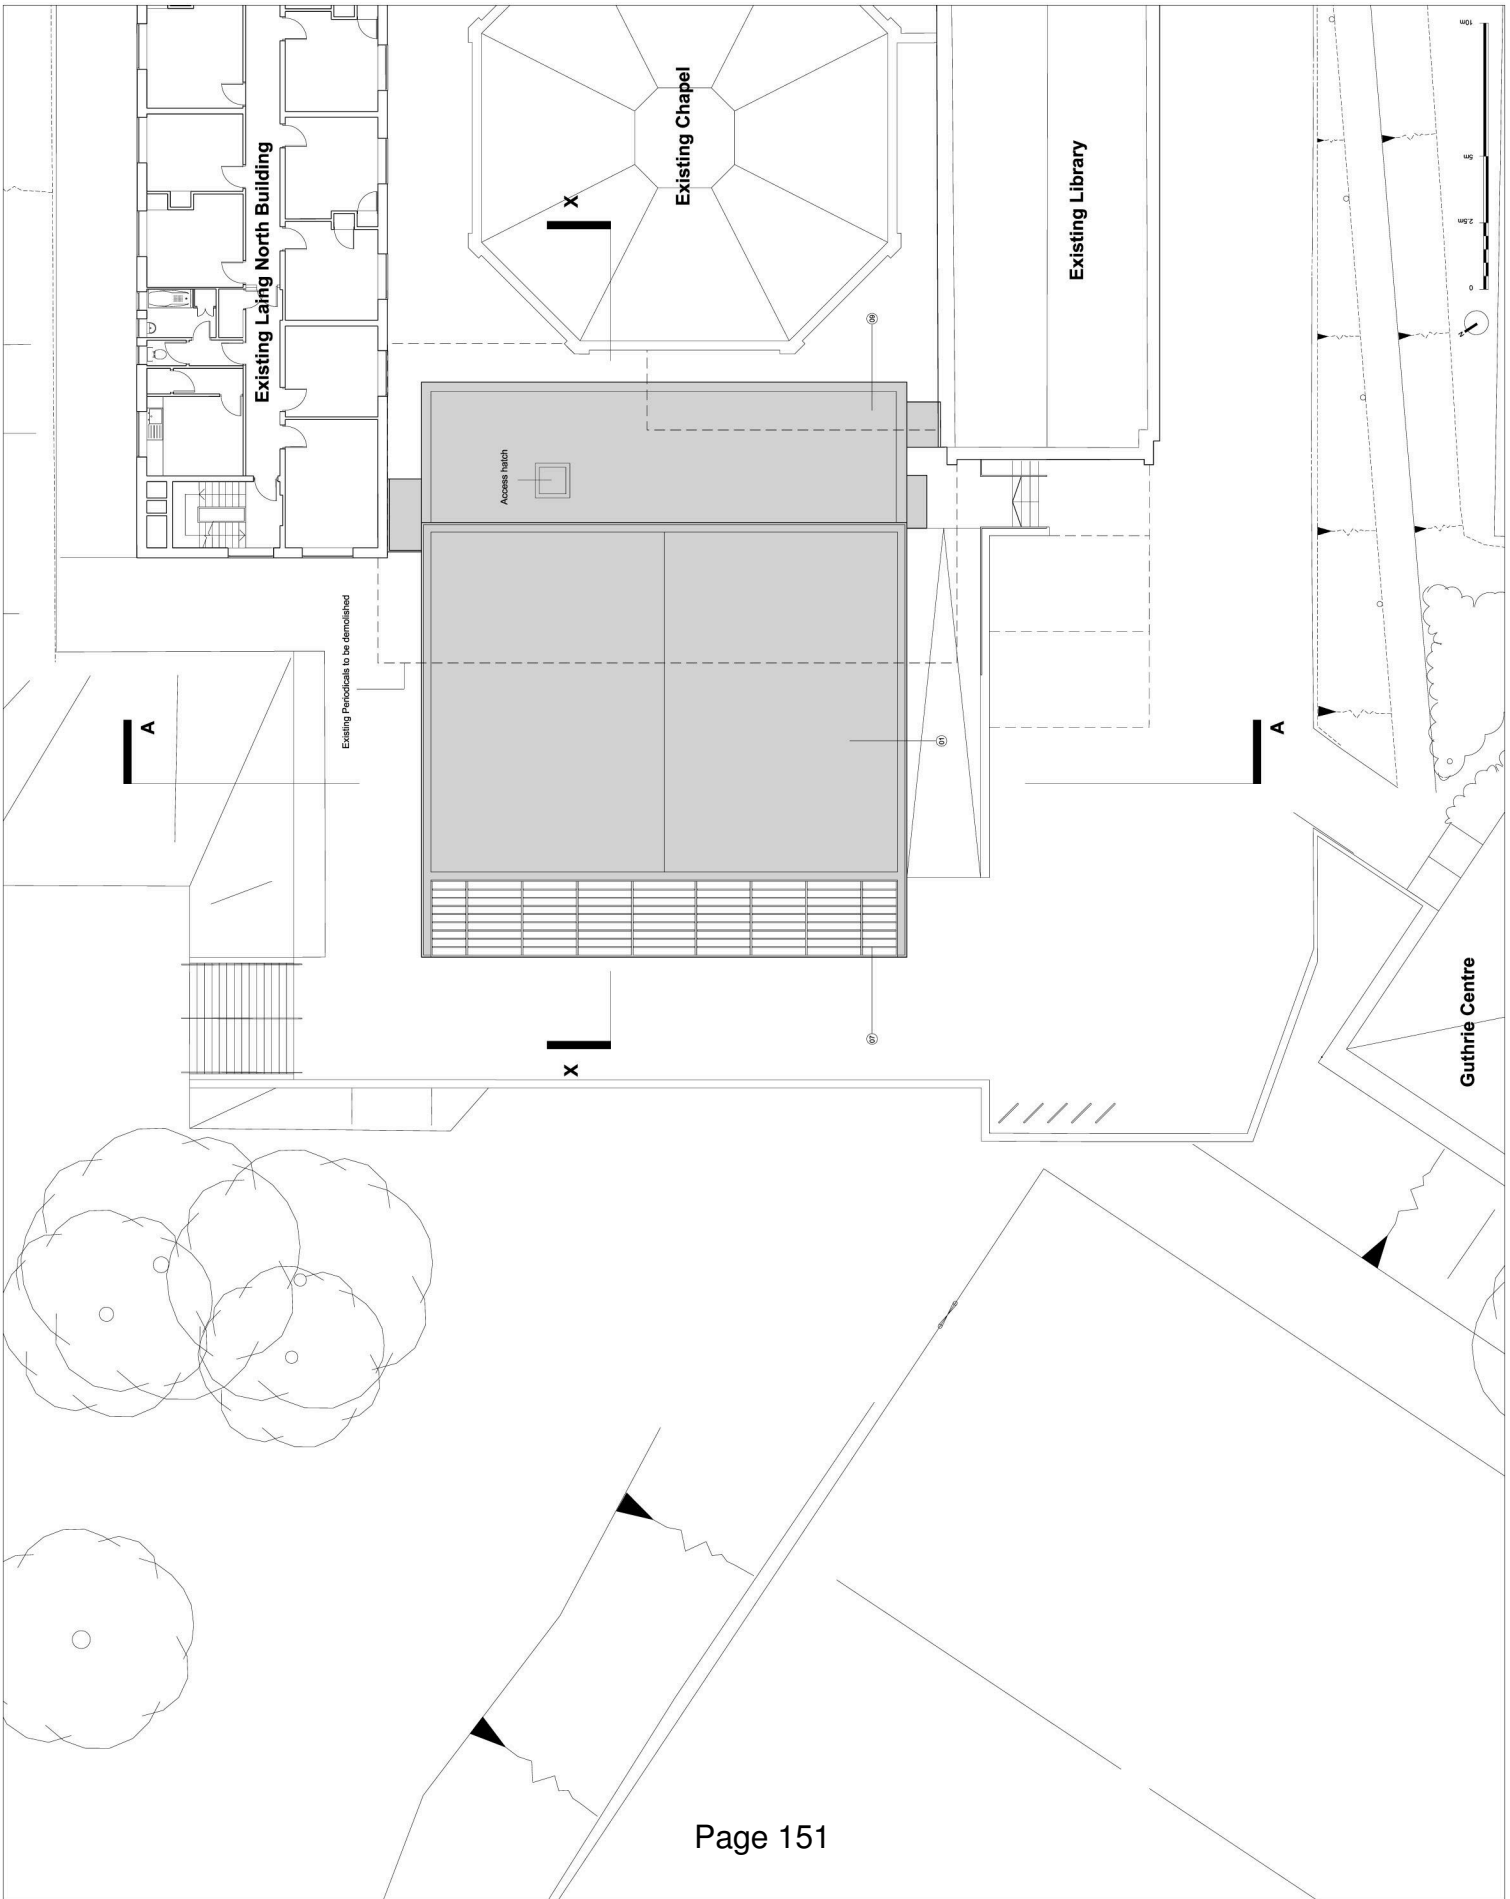 Existing Laing North Building
Existing Chapel
Existing Library
10m
5m
2.5m
0
N
X
09
Access hatch
Existing Periodicals to be demolished
A
A
01
07
X
Guthrie Centre
Page 151